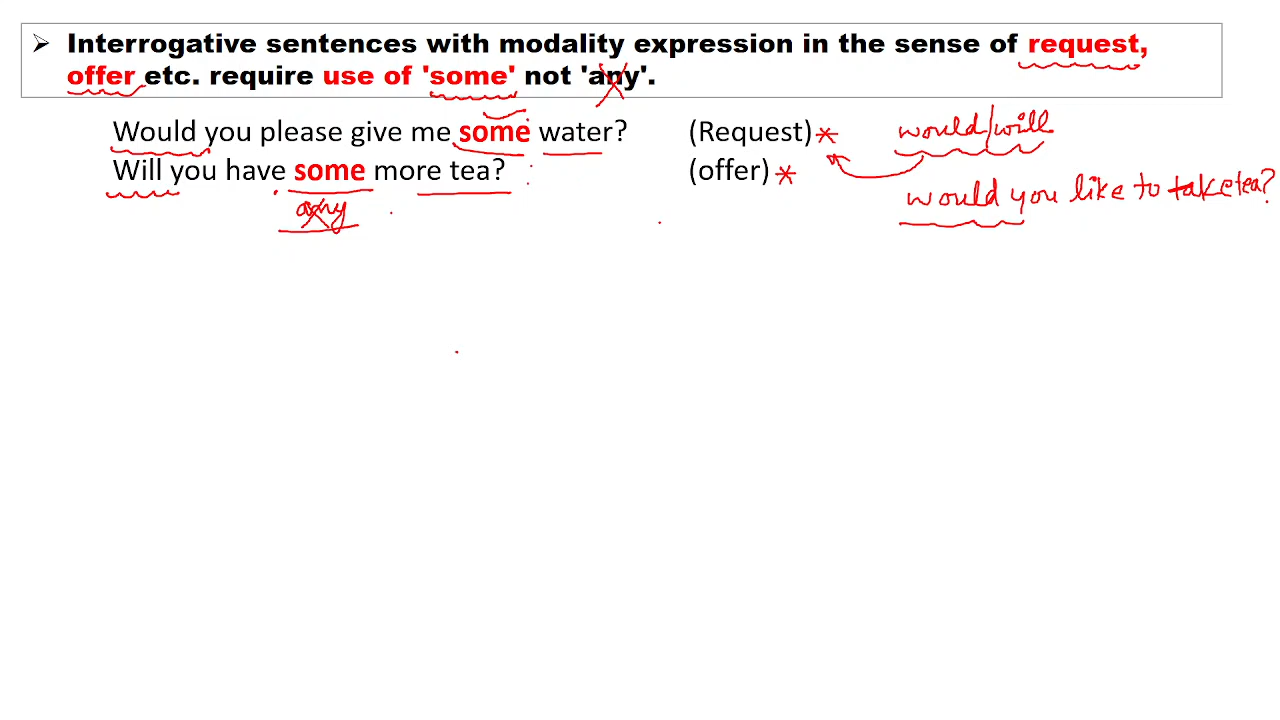 ➢ Interrogative sentences with modality expression in the sense of request,
offer etc. require use of 'some' not 'any'.
Would you please give me some water? (Request)* would/will
Will you have some more tea? (offer)*
would you like to take tea?
any